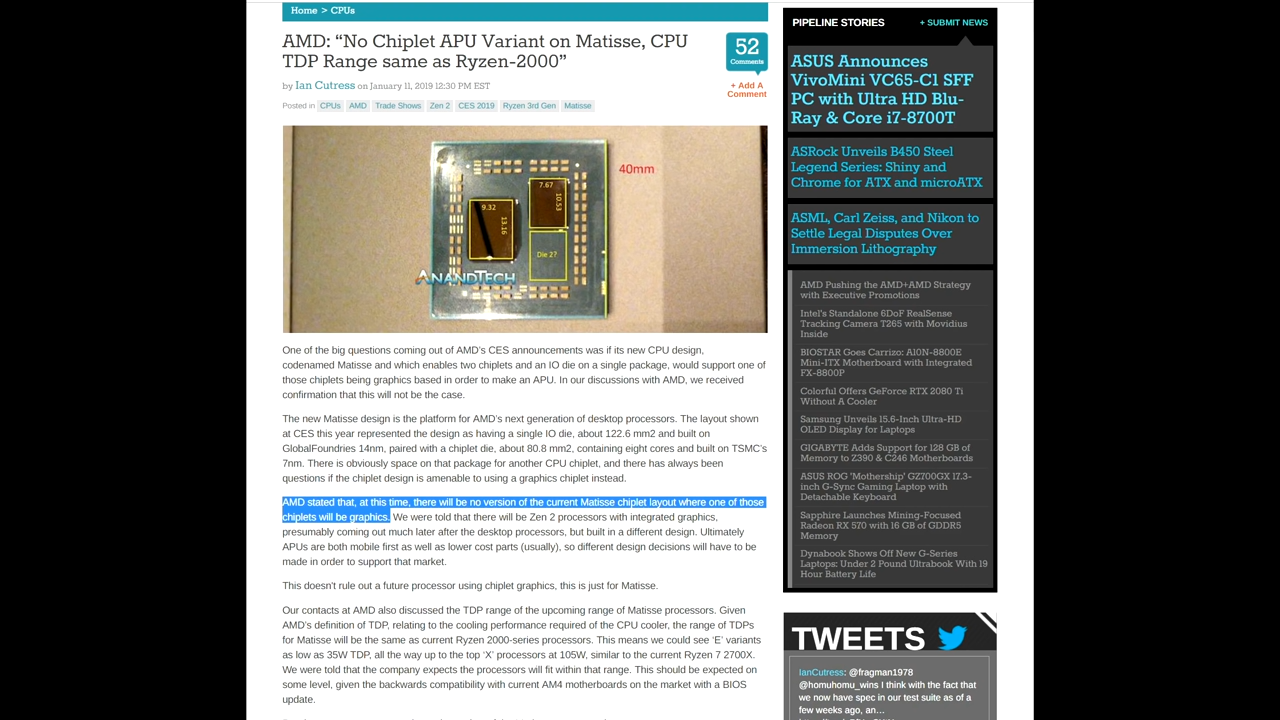 Home > CPUs
AMD: “No Chiplet APU Variant on Matisse, CPU
TDP Range same as Ryzen-2000”
by Ian Cutress on January 11, 2019 12:30 PM EST
Posted in CPUs AMD Trade Shows Zen 2 CES 2019 Ryzen 3rd Gen Matisse
52
Comments
+ Add A
Comment
40mm
7.67
10.53
9.32
13.16
Die 2?
ANANDTECH
One of the big questions coming out of AMD’s CES announcements was if its new CPU design,
codenamed Matisse and which enables two chiplets and an IO die on a single package, would support one of
those chiplets being graphics based in order to make an APU. In our discussions with AMD, we received
confirmation that this will not be the case.
The new Matisse design is the platform for AMD’s next generation of desktop processors. The layout shown
at CES this year represented the design as having a single IO die, about 122.6 mm2 and built on
GlobalFoundries 14nm, paired with a chiplet die, about 80.8 mm2, containing eight cores and built on TSMC’s
7nm. There is obviously space on that package for another CPU chiplet, and there has always been
questions if the chiplet design is amenable to using a graphics chiplet instead.
AMD stated that, at this time, there will be no version of the current Matisse chiplet layout where one of those
chiplets will be graphics. We were told that there will be Zen 2 processors with integrated graphics,
presumably coming out much later after the desktop processors, but built in a different design. Ultimately
APUs are both mobile first as well as lower cost parts (usually), so different design decisions will have to be
made in order to support that market.
This doesn’t rule out a future processor using chiplet graphics, this is just for Matisse.
Our contacts at AMD also discussed the TDP range of the upcoming range of Matisse processors. Given
AMD’s definition of TDP, relating to the cooling performance required of the CPU cooler, the range of TDPs
for Matisse will be the same as current Ryzen 2000-series processors. This means we could see ‘E’ variants
as low as 35W TDP, all the way up to the top ‘X’ processors at 105W, similar to the current Ryzen 7 2700X.
We were told that the company expects the processors will fit within that range. This should be expected on
some level, given the backwards compatibility with current AM4 motherboards on the market with a BIOS
update.
PIPELINE STORIES
+ SUBMIT NEWS
ASUS Announces
VivoMini VC65-C1 SFF
PC with Ultra HD Blu-
Ray & Core i7-8700T
ASRock Unveils B450 Steel
Legend Series: Shiny and
Chrome for ATX and microATX
ASML, Carl Zeiss, and Nikon to
Settle Legal Disputes Over
Immersion Lithography
AMD Pushing the AMD+AMD Strategy
with Executive Promotions
Intel's Standalone 6DoF RealSense
Tracking Camera T265 with Movidius
Inside
BIOSTAR Goes Carrizo: A10N-8800E
Mini-ITX Motherboard with Integrated
FX-8800P
Colorful Offers GeForce RTX 2080 Ti
Without A Cooler
Samsung Unveils 15.6-Inch Ultra-HD
OLED Display for Laptops
GIGABYTE Adds Support for 128 GB of
Memory to Z390 & C246 Motherboards
ASUS ROG 'Mothership' GZ700GX 17.3-
inch G-Sync Gaming Laptop with
Detachable Keyboard
Sapphire Launches Mining-Focused
Radeon RX 570 with 16 GB of GDDR5
Memory
Dynabook Shows Off New G-Series
Laptops: Under 2 Pound Ultrabook With 19
Hour Battery Life
TWEETS
IanCutress: @fragman1978
@homuhomu_wins I think with the fact that
we now have spec in our test suite as of a
few weeks ago, an…